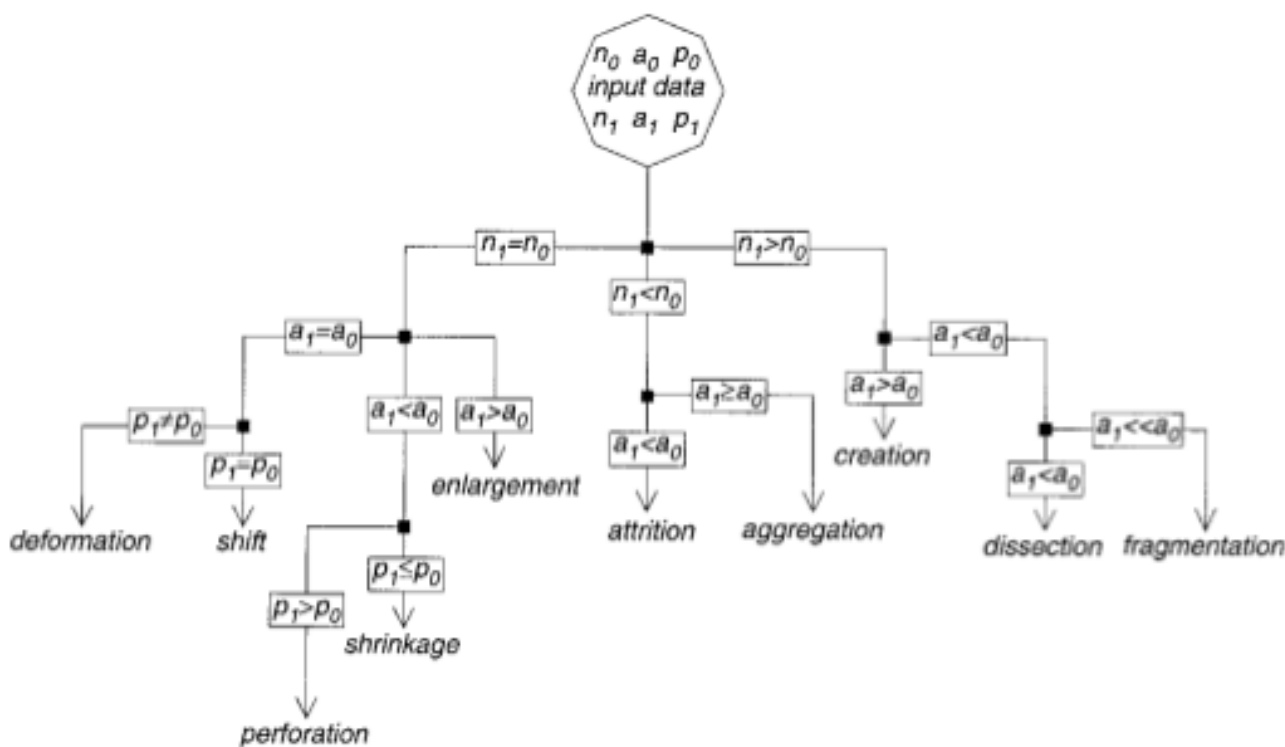 n₀ a₀ p₀
input data
n₁ a₁ p₁
n₁=n₀
n₁>n₀
n₁<n₀
a₁=a₀
a₁<a₀
a₁<a₀
a₁>a₀
a₁≥a₀
a₁>a₀
p₁≠p₀
a₁<<a₀
p₁=p₀
a₁<a₀
a₁<a₀
creation
enlargement
deformation
shift
attrition
aggregation
dissection
fragmentation
p₁≤p₀
p₁>p₀
shrinkage
perforation